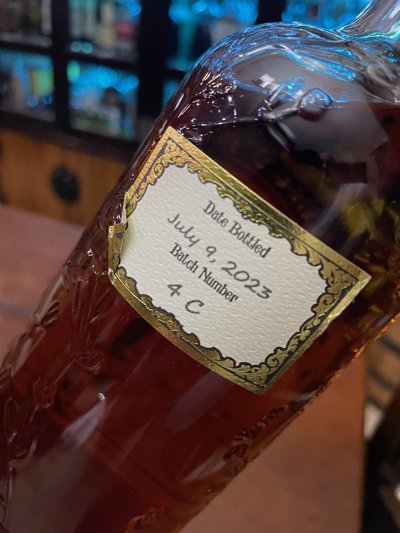 Date Bottled
July 9, 2023
Batch Number
4 C